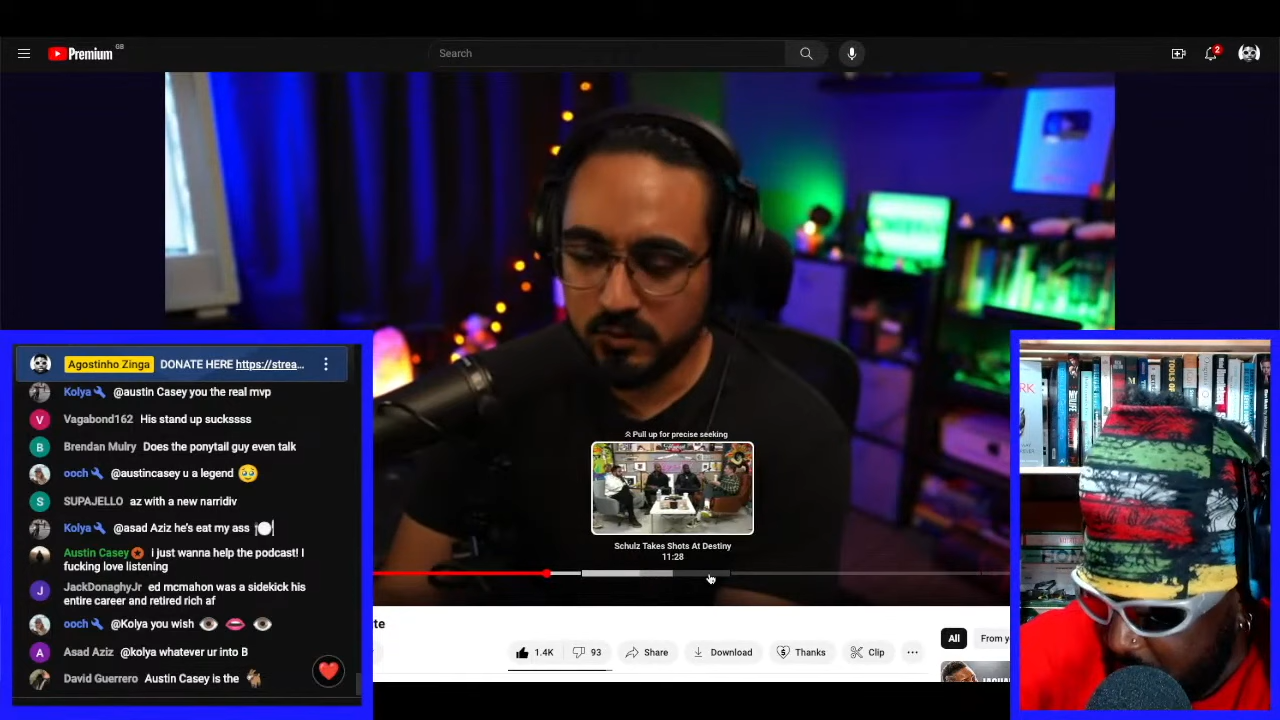 Premium GB
Search
2
Pull up for precise seeking
Schulz Takes Shots At Destiny
11:28
Agostinho Zinga DONATE HERE https://strea...
Kolya @austin Casey you the real mvp
Vagabond162 His stand up suckssss
Brendan Mulry Does the ponytail guy even talk
ooch @austincasey u a legend 🥹
SUPAJELLO az with a new narridiv
Kolya @asad Aziz he's eat my ass 🍽️
Austin Casey i just wanna help the podcast! I
fucking love listening
JackDonaghyJr ed mcmahon was a sidekick his
entire career and retired rich af
ooch @Kolya you wish 👁️ 🫦 👁️
Asad Aziz @kolya whatever ur into B
David Guerrero Austin Casey is the 🐐
te
1.4K 93 Share Download Thanks Clip ...
All From y